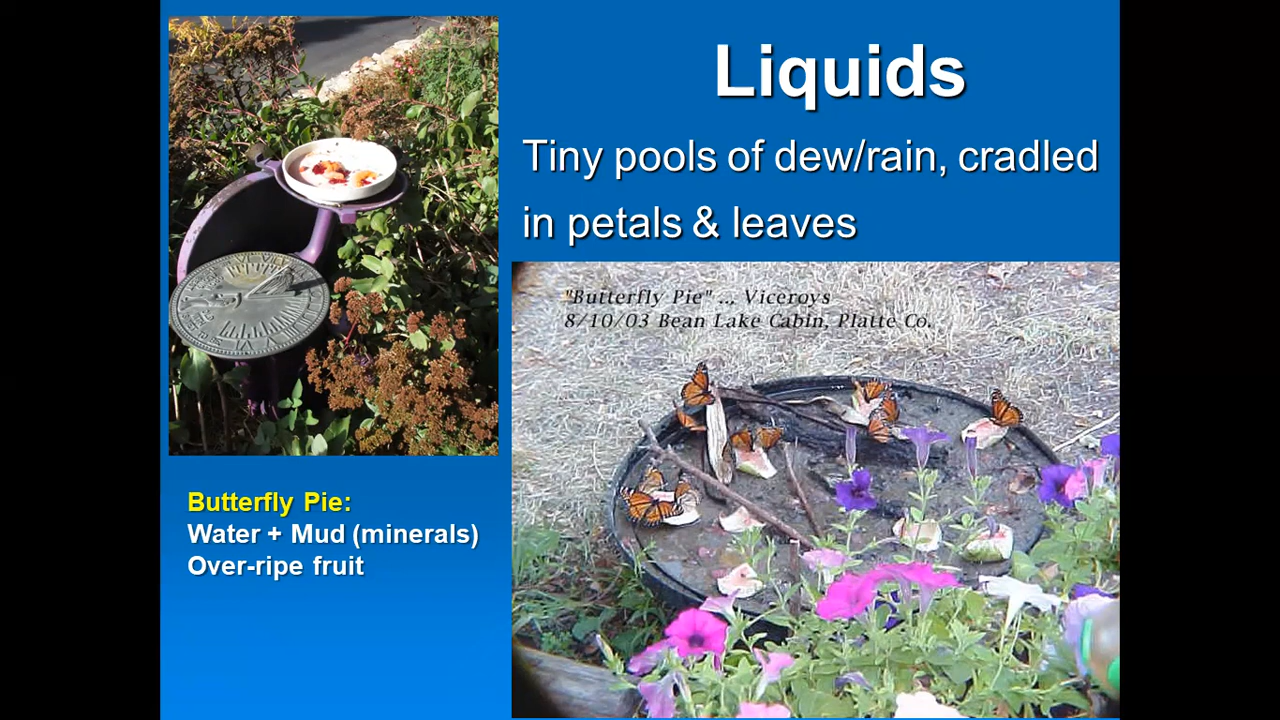 Liquids
Tiny pools of dew/rain, cradled
in petals & leaves
"Butterfly Pie" ... Viceroys
8/10/03 Bean Lake Cabin, Platte Co.
Butterfly Pie:
Water + Mud (minerals)
Over-ripe fruit